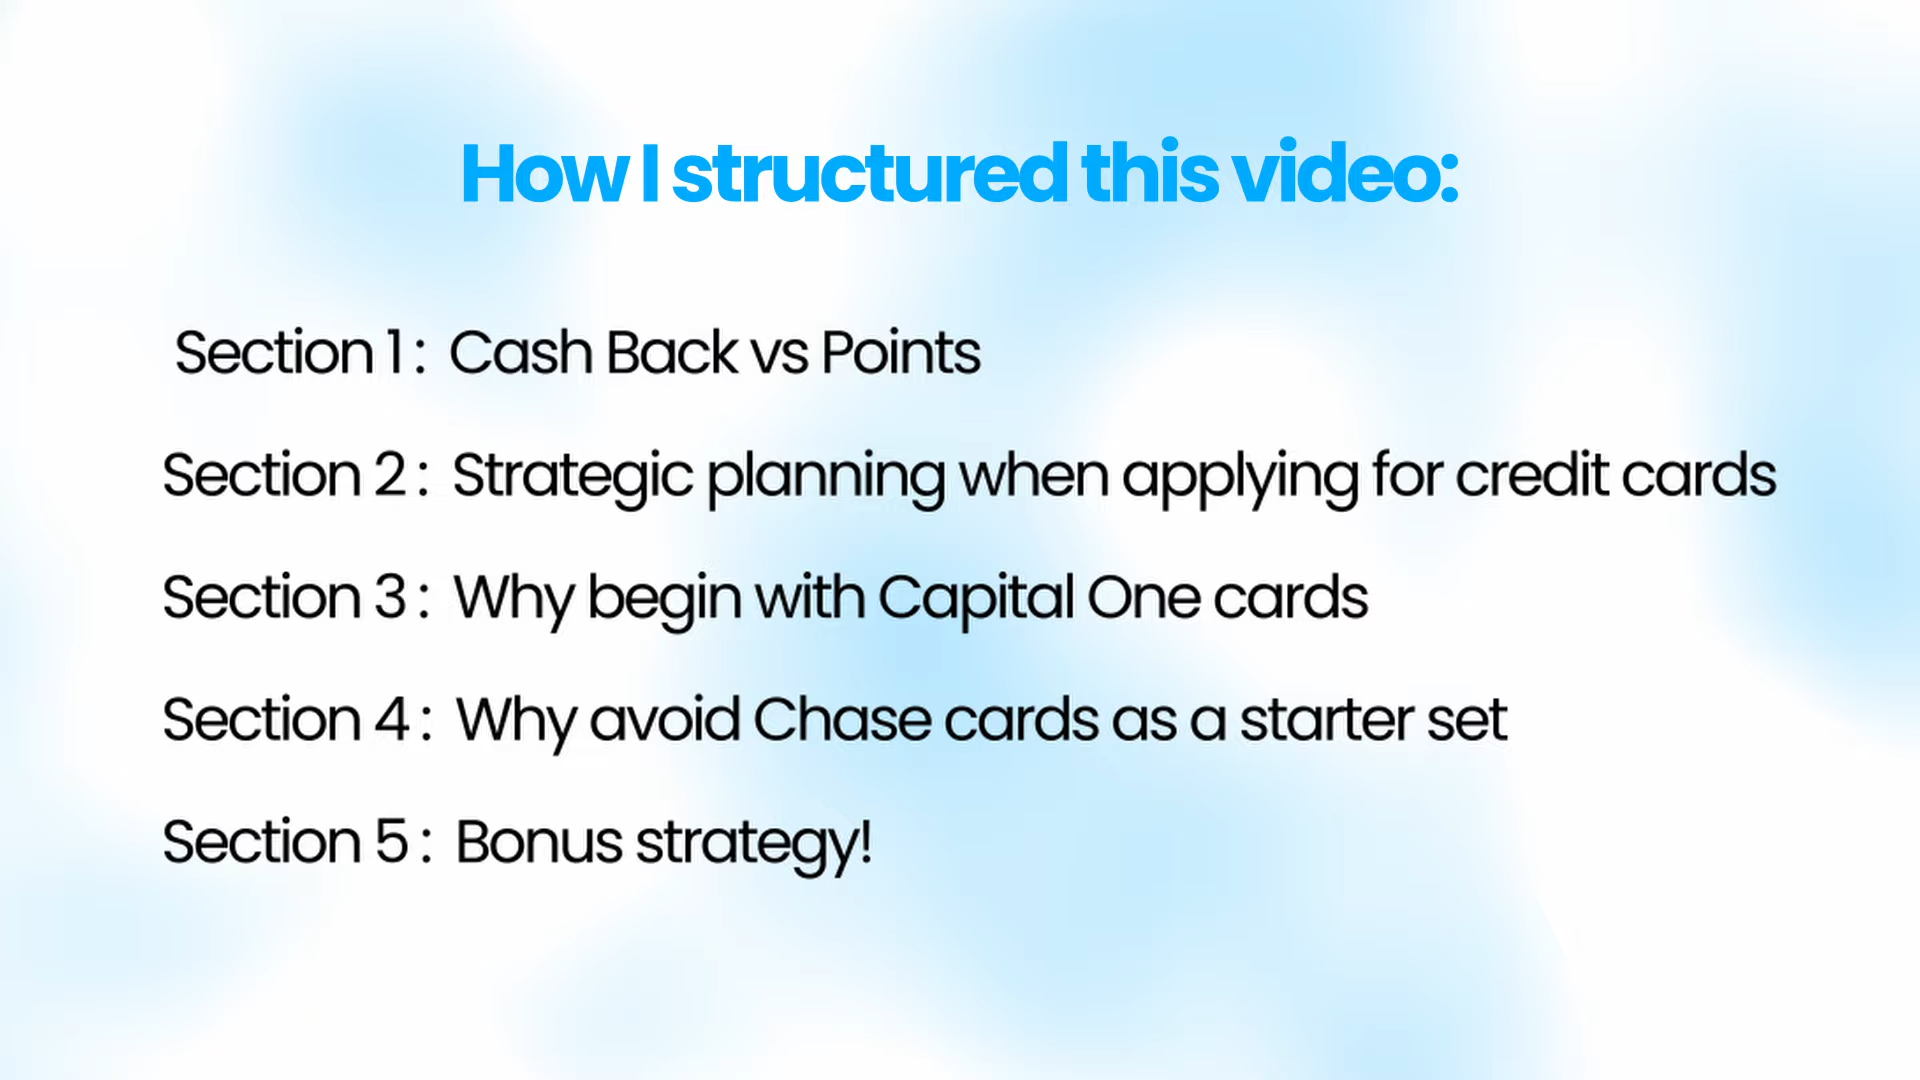 How I structured this video:
Section 1 : Cash Back vs Points
Section 2 : Strategic planning when applying for credit cards
Section 3 : Why begin with Capital One cards
Section 4 : Why avoid Chase cards as a starter set
Section 5 : Bonus strategy!